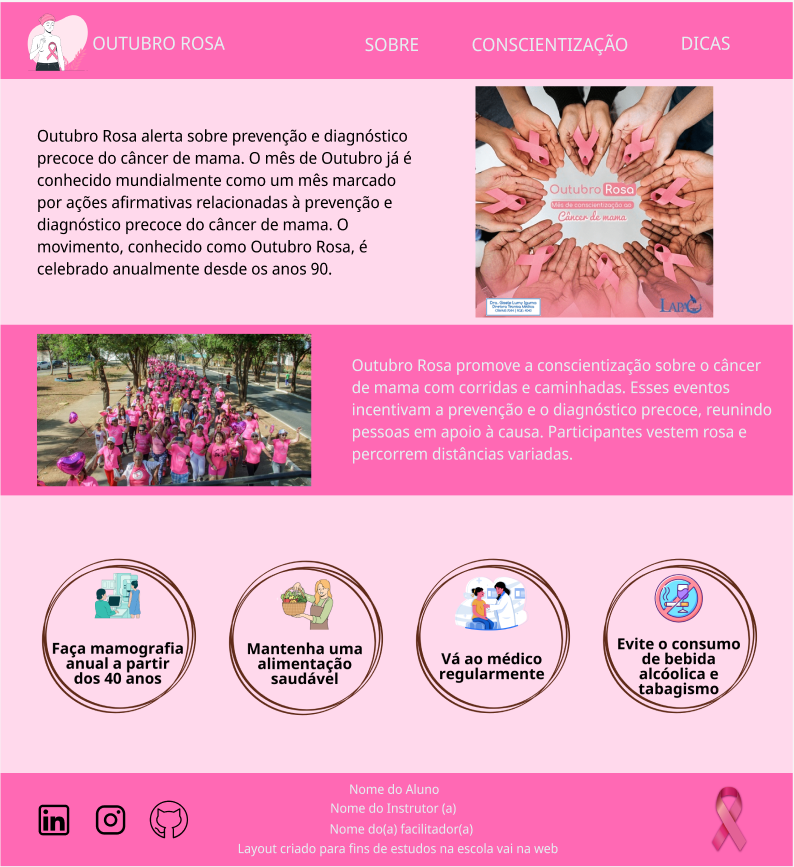 OUTUBRO ROSA
SOBRE
CONSCIENTIZAÇÃO
DICAS
Outubro Rosa alerta sobre prevenção e diagnóstico
precoce do câncer de mama. O mês de Outubro já é
conhecido mundialmente como um mês marcado
por ações afirmativas relacionadas à prevenção e
diagnóstico precoce do câncer de mama. O
movimento, conhecido como Outubro Rosa, é
celebrado anualmente desde os anos 90.
Outubro Rosa
Mês de conscientização ao
Câncer de mama
Diretora Técnica Médica
Outubro Rosa promove a conscientização sobre o câncer
de mama com corridas e caminhadas. Esses eventos
incentivam a prevenção e o diagnóstico precoce, reunindo
pessoas em apoio à causa. Participantes vestem rosa e
percorrem distâncias variadas.
Faça mamografia
anual a partir
dos 40 anos
Mantenha uma
alimentação
saudável
Vá ao médico
regularmente
Evite o consumo
de bebida
alcóolica e
tabagismo
in
Nome do Aluno
Nome do Instrutor (a)
Nome do(a) facilitador(a)
Layout criado para fins de estudos na escola vai na web